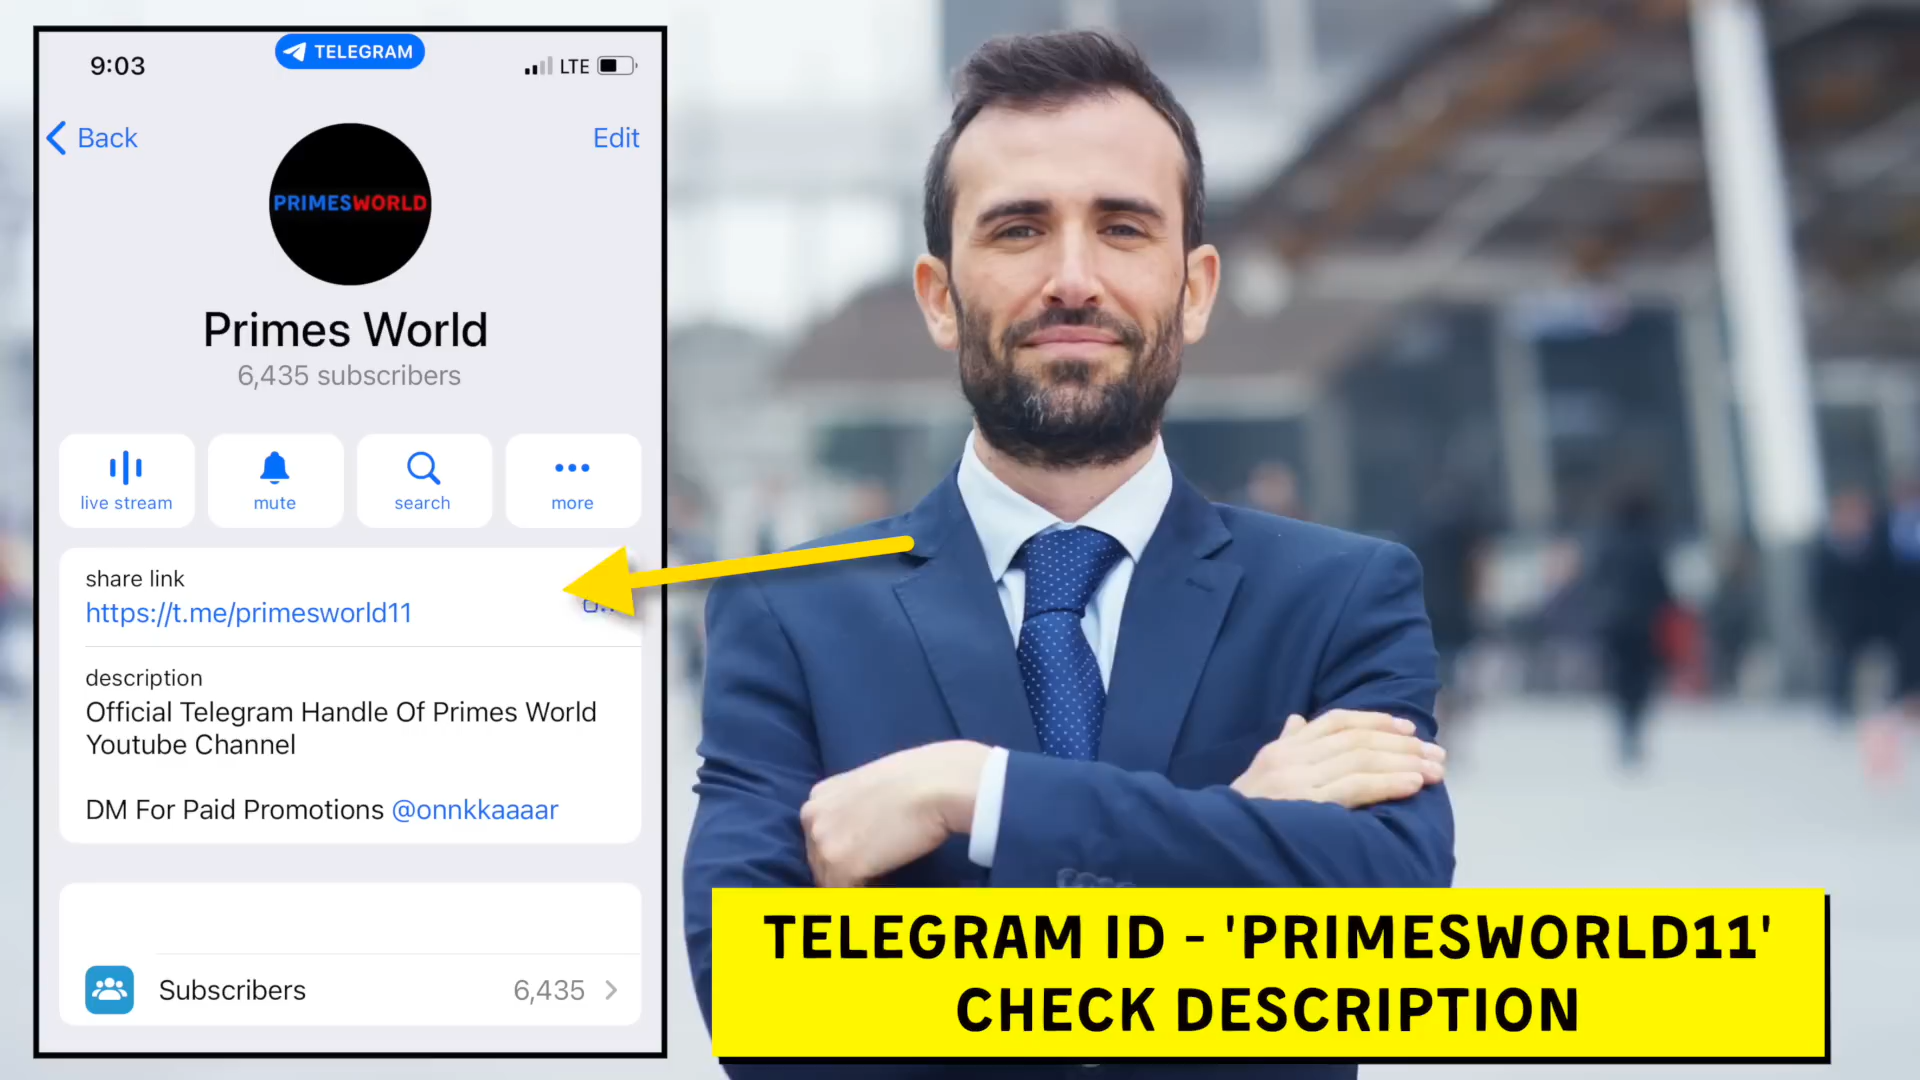 9:03
TELEGRAM
LTE
Back
Edit
PRIMESWORLD
Primes World
6,435 subscribers
live stream
mute
search
more
share link
https://t.me/primesworld11
description
Official Telegram Handle Of Primes World
Youtube Channel
DM For Paid Promotions @onnkkaaaar
Subscribers
6,435
TELEGRAM ID - 'PRIMESWORLD11'
CHECK DESCRIPTION